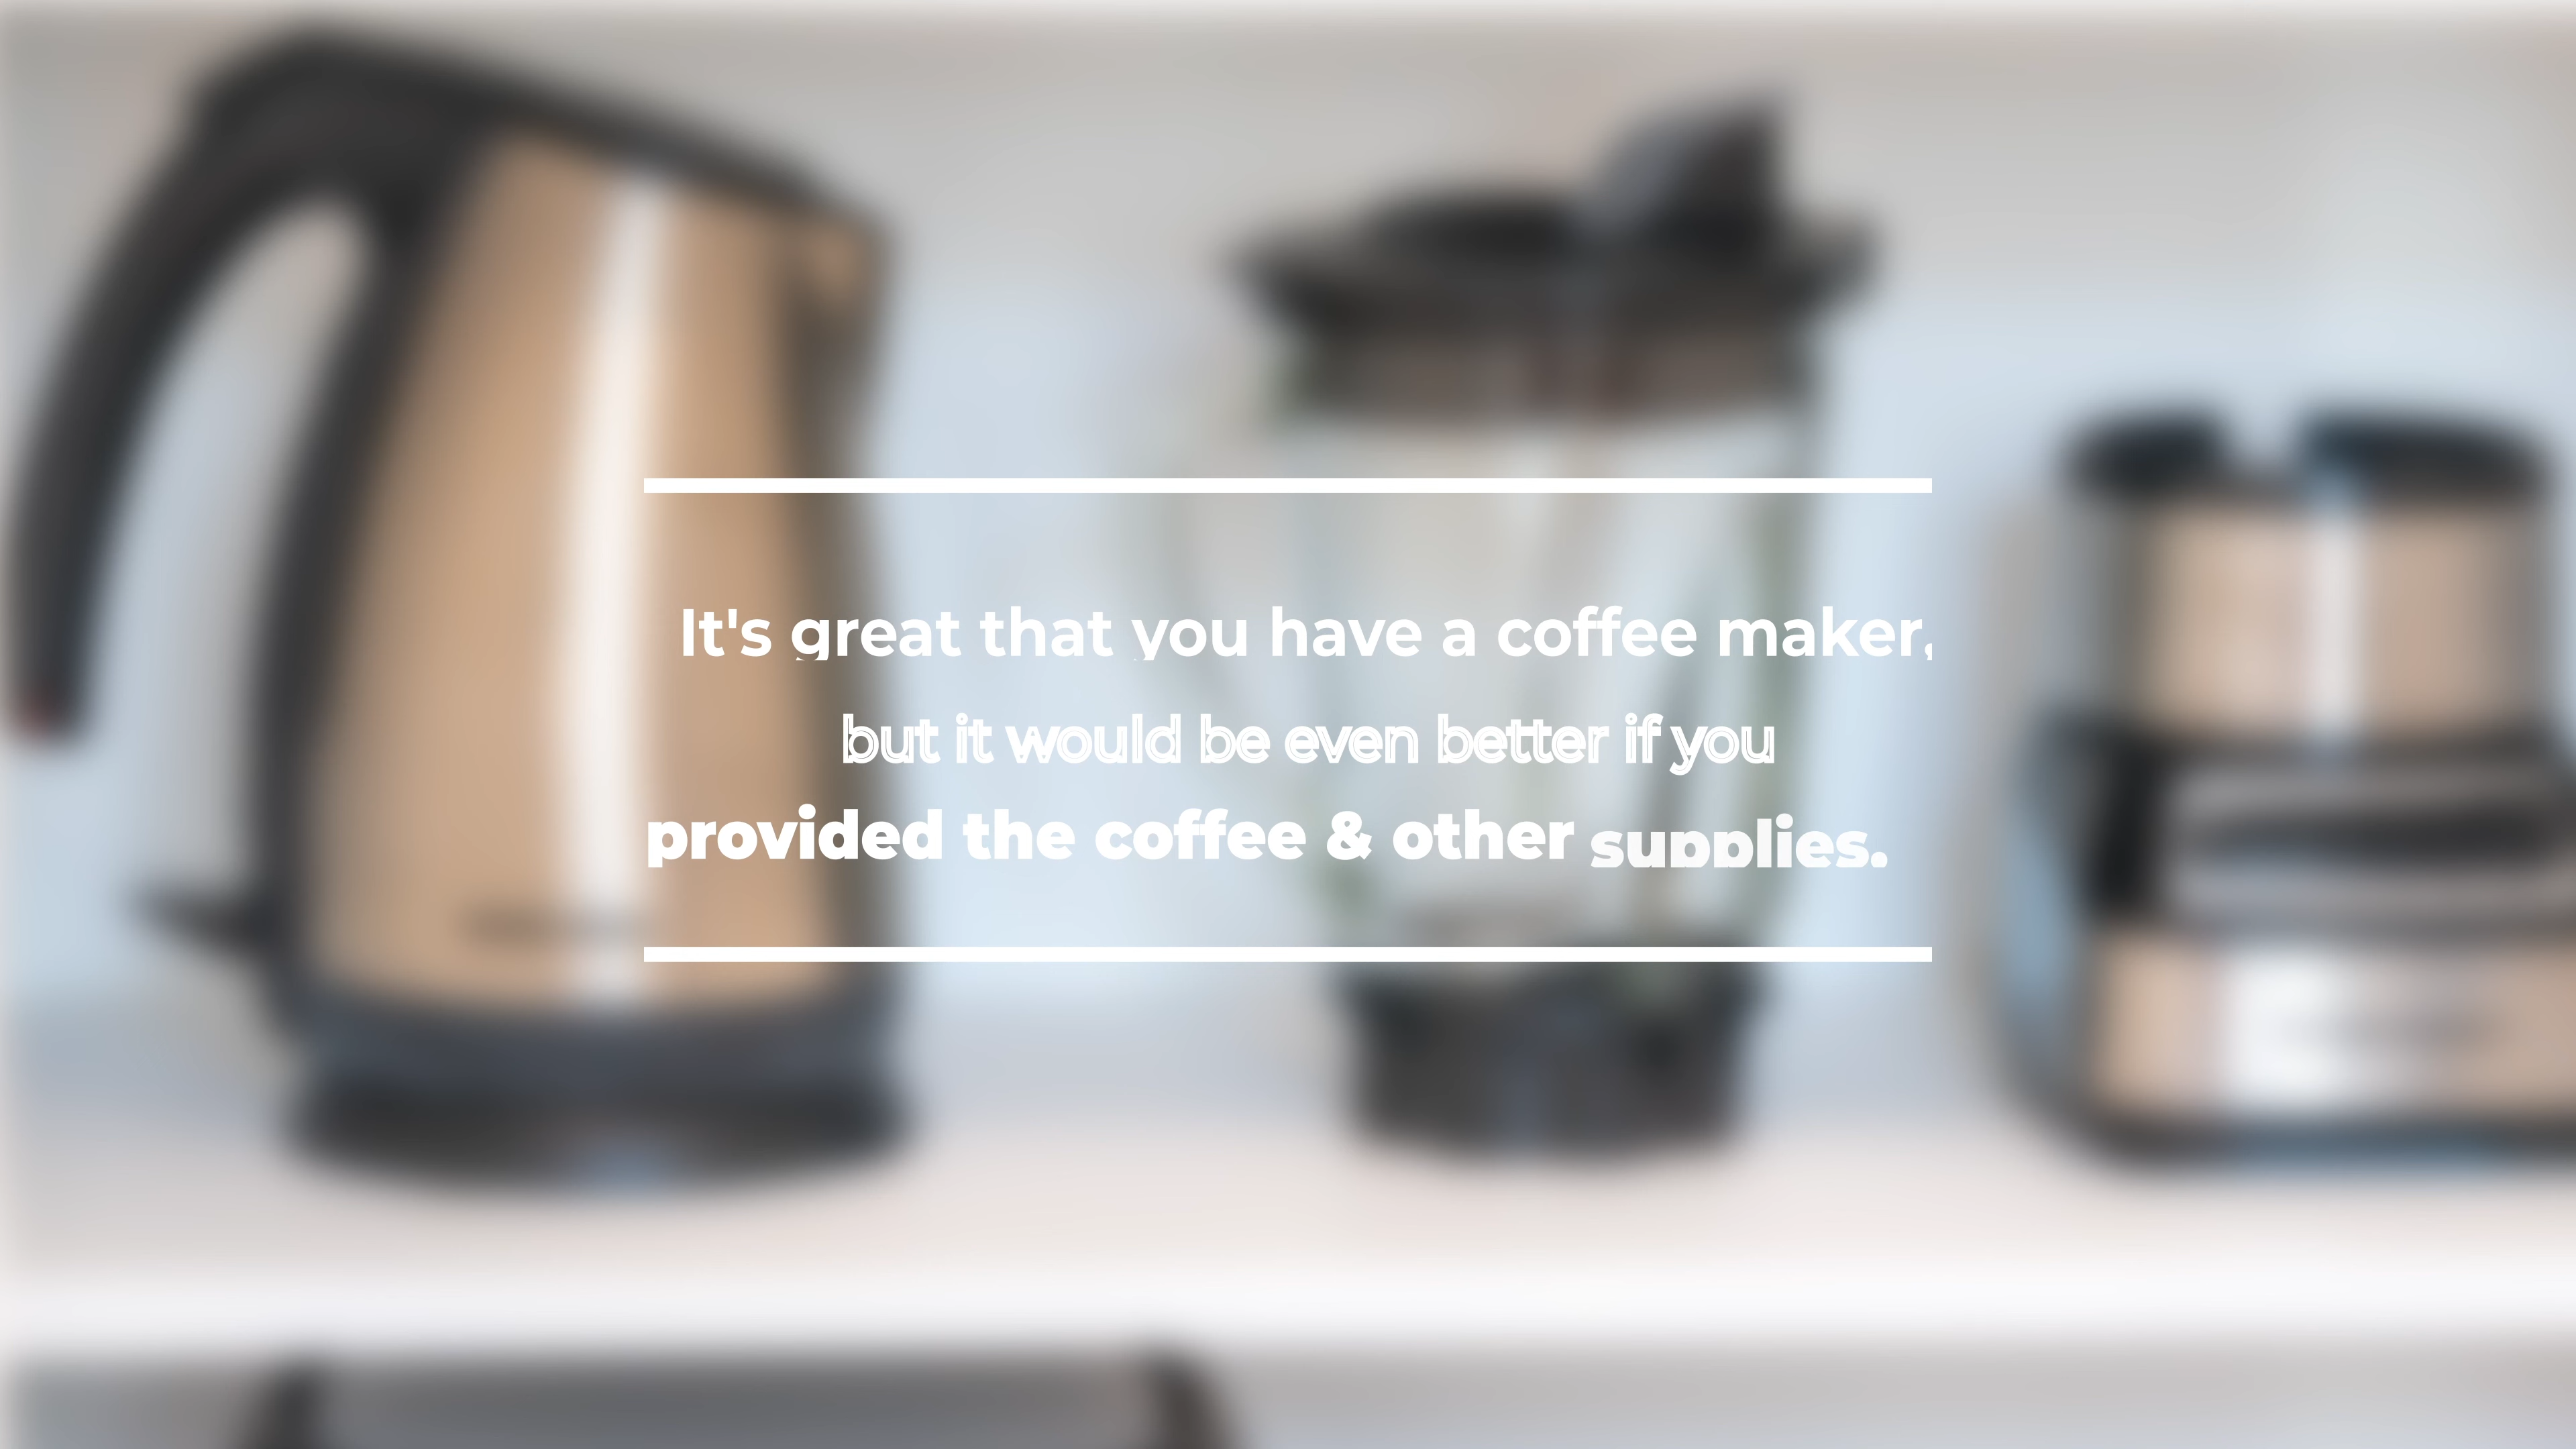 It's great that you have a coffee maker,
but it would be even better if you
provided the coffee & other supplies.